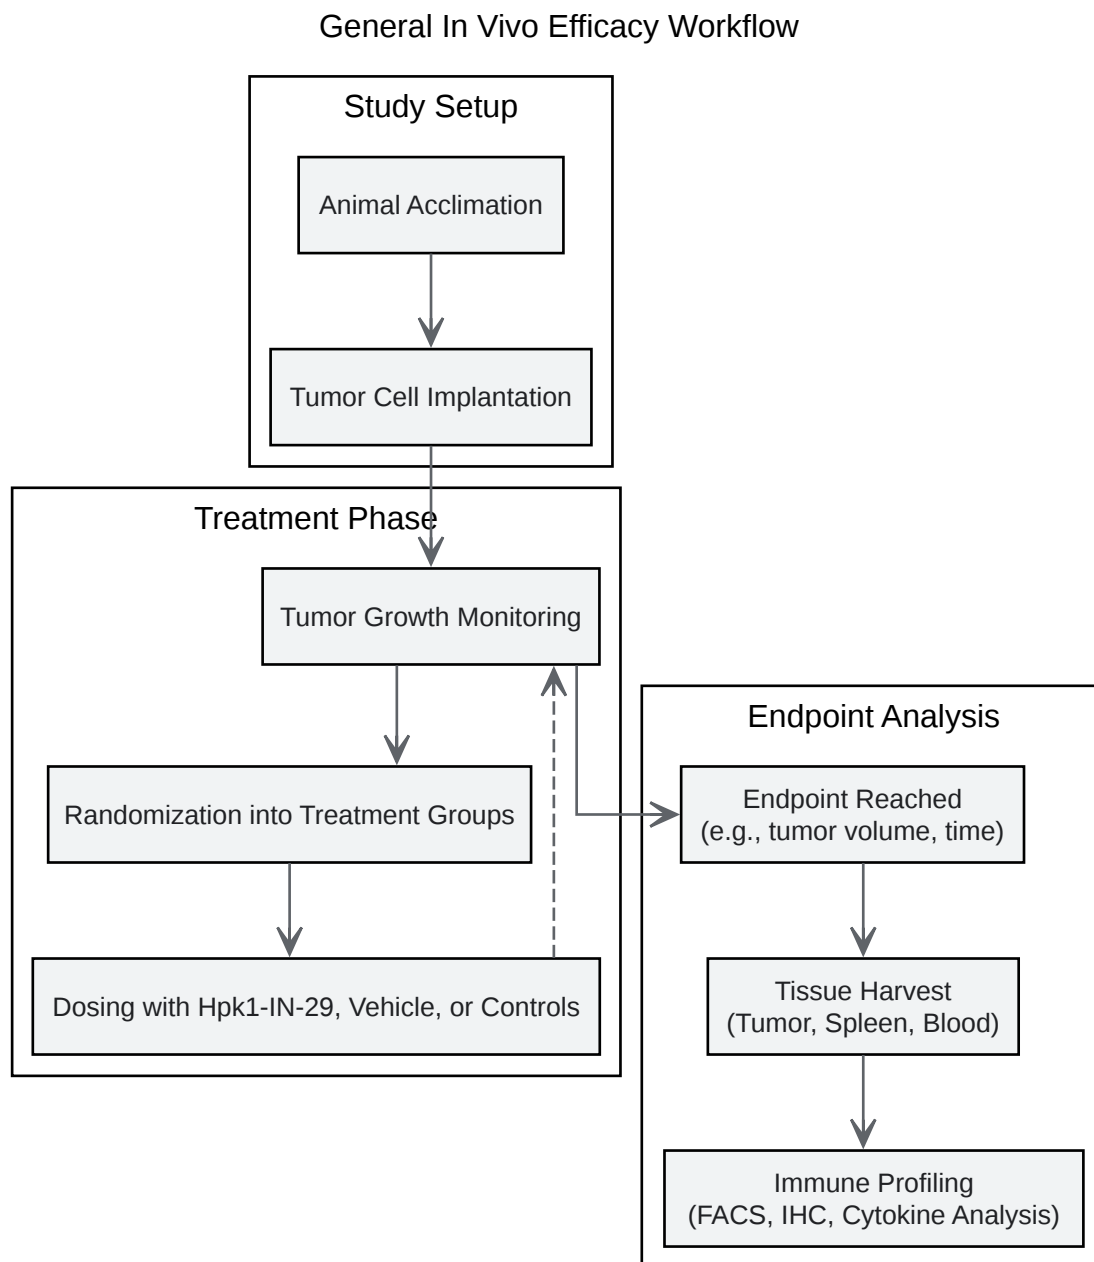 General In Vivo Efficacy Workflow
Study Setup
Animal Acclimation
Tumor Cell Implantation
Treatment Phase
Tumor Growth Monitoring
Randomization into Treatment Groups
Dosing with Hpk1-IN-29, Vehicle, or Controls
Endpoint Analysis
Endpoint Reached
(e.g., tumor volume, time)
Tissue Harvest
(Tumor, Spleen, Blood)
Immune Profiling
(FACS, IHC, Cytokine Analysis)